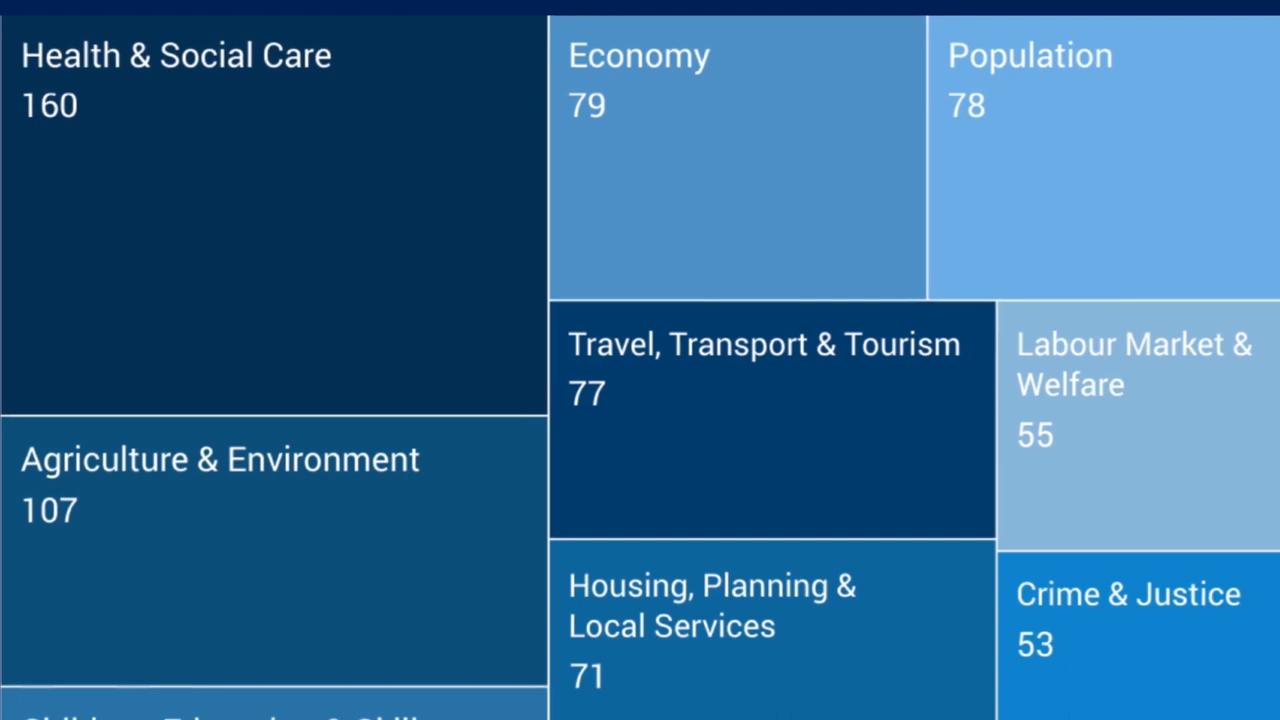 Health & Social Care
160
Economy
79
Population
78
Travel, Transport & Tourism
77
Labour Market &
Welfare
55
Agriculture & Environment
107
Housing, Planning &
Local Services
71
Crime & Justice
53